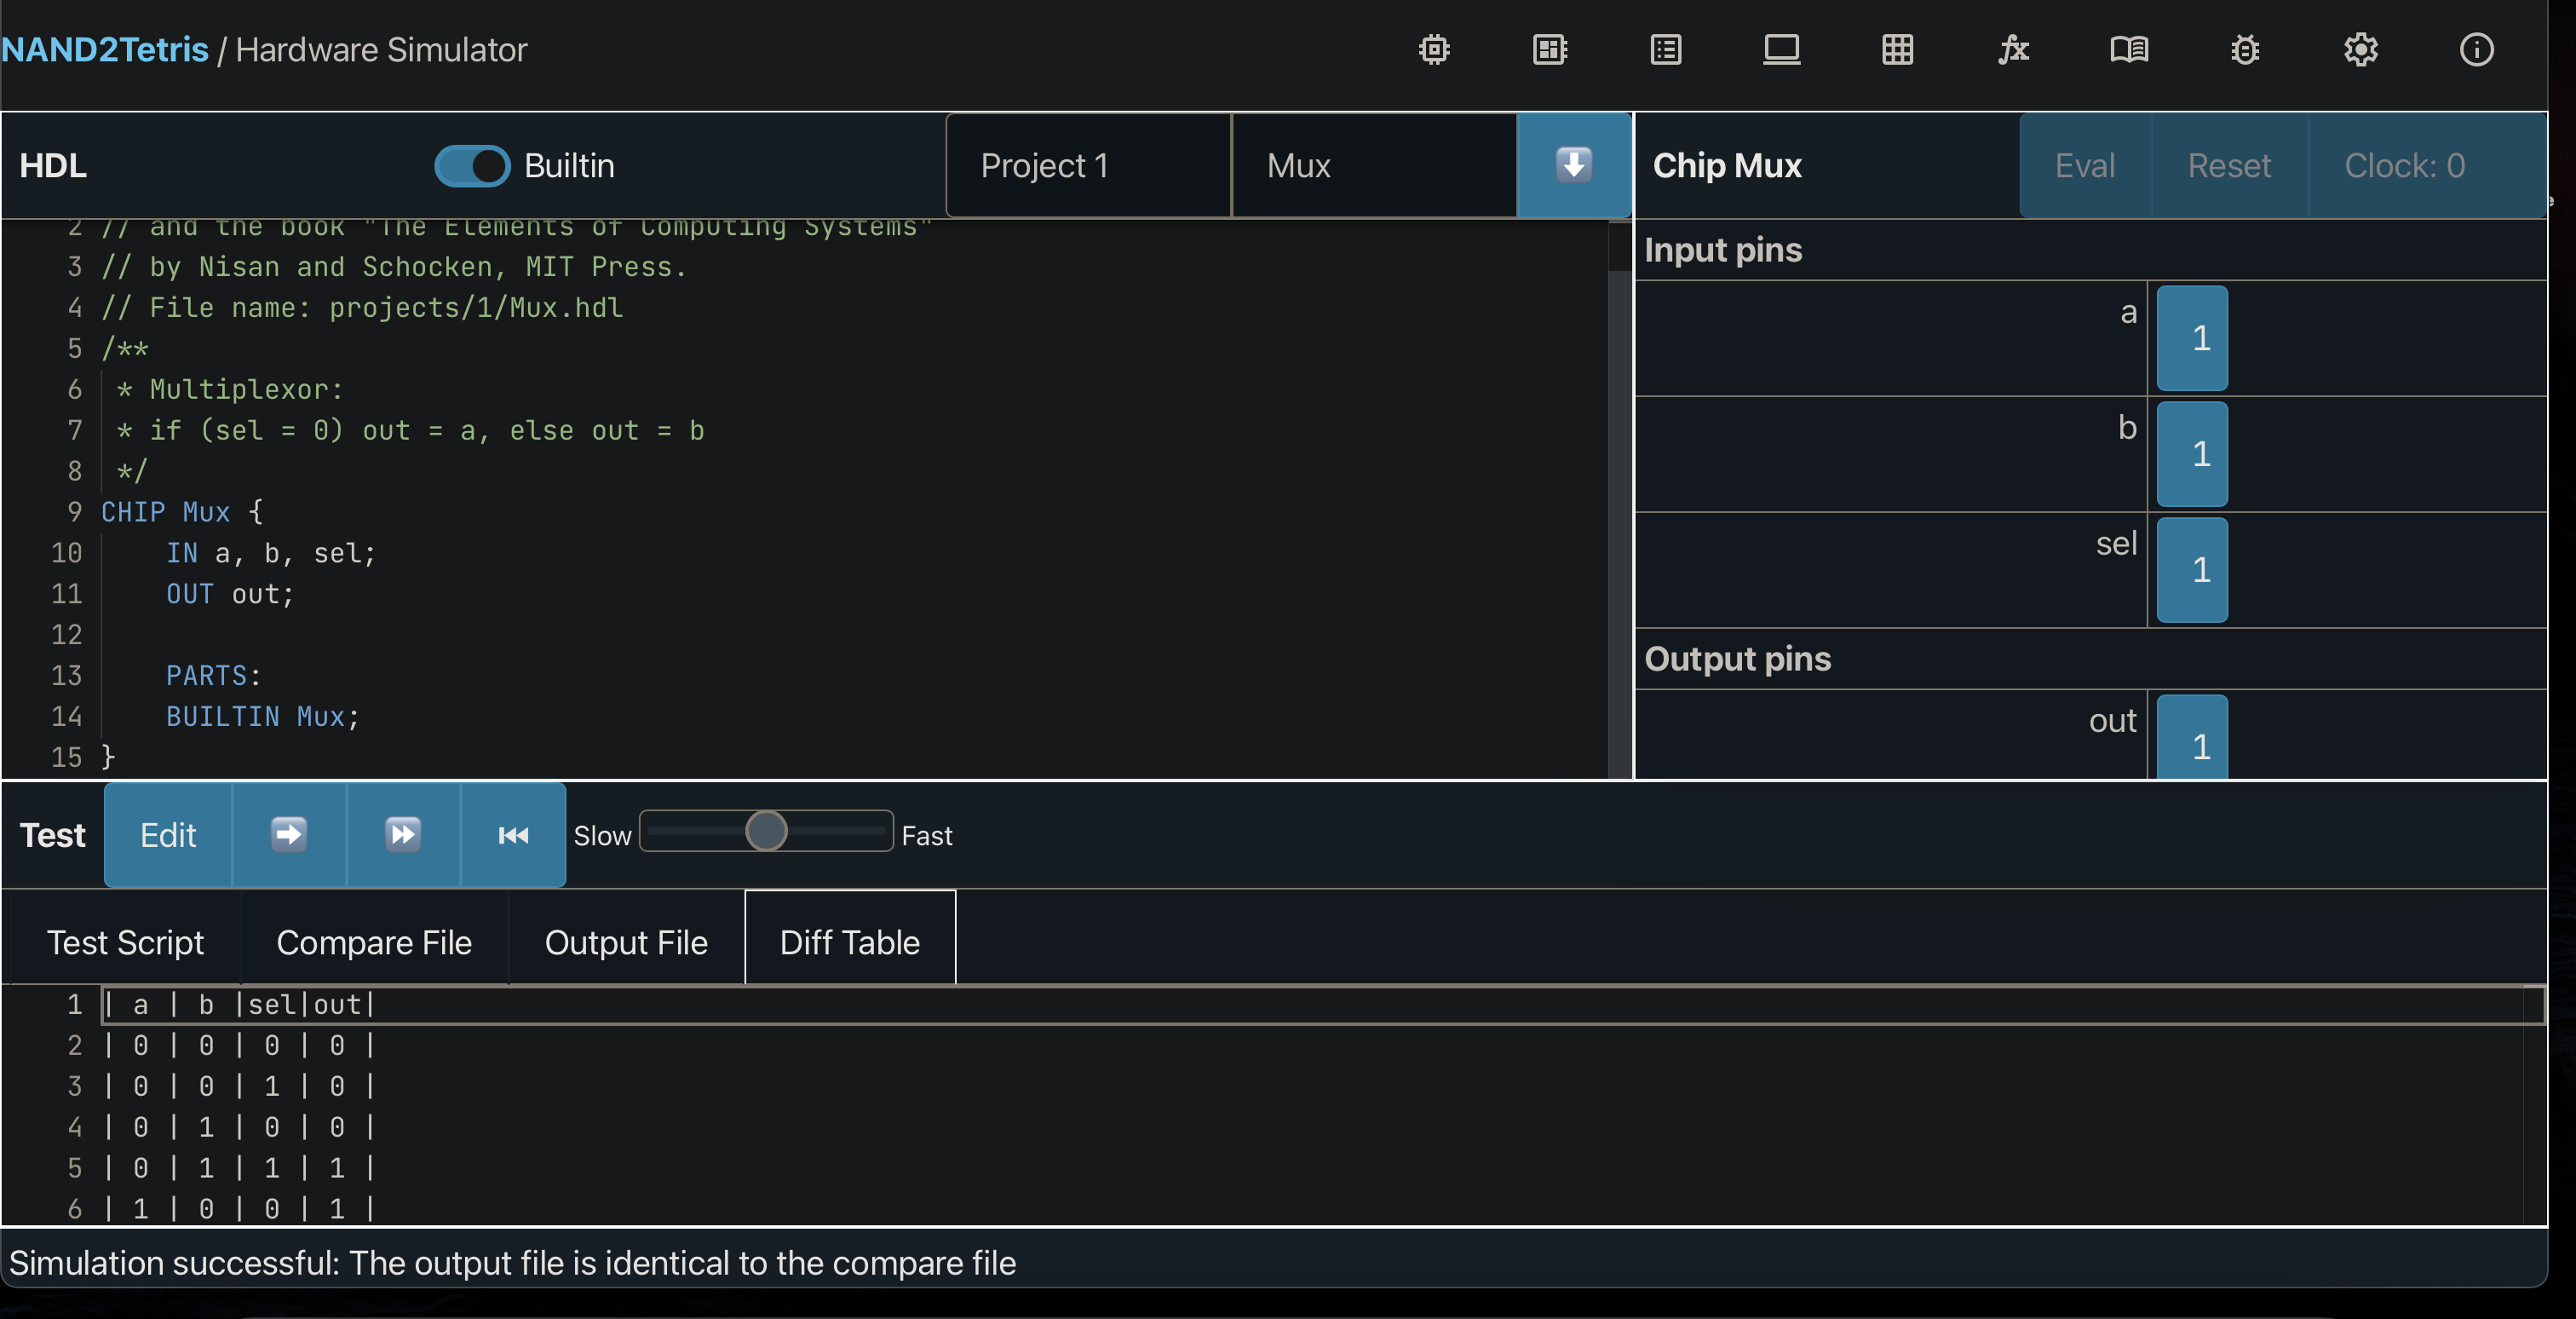 NAND2Tetris / Hardware Simulator
HDL Builtin Project 1 Mux
2 // and the book "The Elements of Computing Systems"
3 // by Nisan and Schocken, MIT Press.
4 // File name: projects/1/Mux.hdl
5 /**
6 * Multiplexor:
7 * if (sel = 0) out = a, else out = b
8 */
9 CHIP Mux {
10 IN a, b, sel;
11 OUT out;
12
13 PARTS:
14 BUILTIN Mux;
15 }
Chip Mux Eval Reset Clock: 0
Input pins
a 1
b 1
sel 1
Output pins
out 1
Test Edit Slow Fast
Test Script Compare File Output File Diff Table
1 | a | b |sel|out|
2 | 0 | 0 | 0 | 0 |
3 | 0 | 0 | 1 | 0 |
4 | 0 | 1 | 0 | 0 |
5 | 0 | 1 | 1 | 1 |
6 | 1 | 0 | 0 | 1 |
Simulation successful: The output file is identical to the compare file